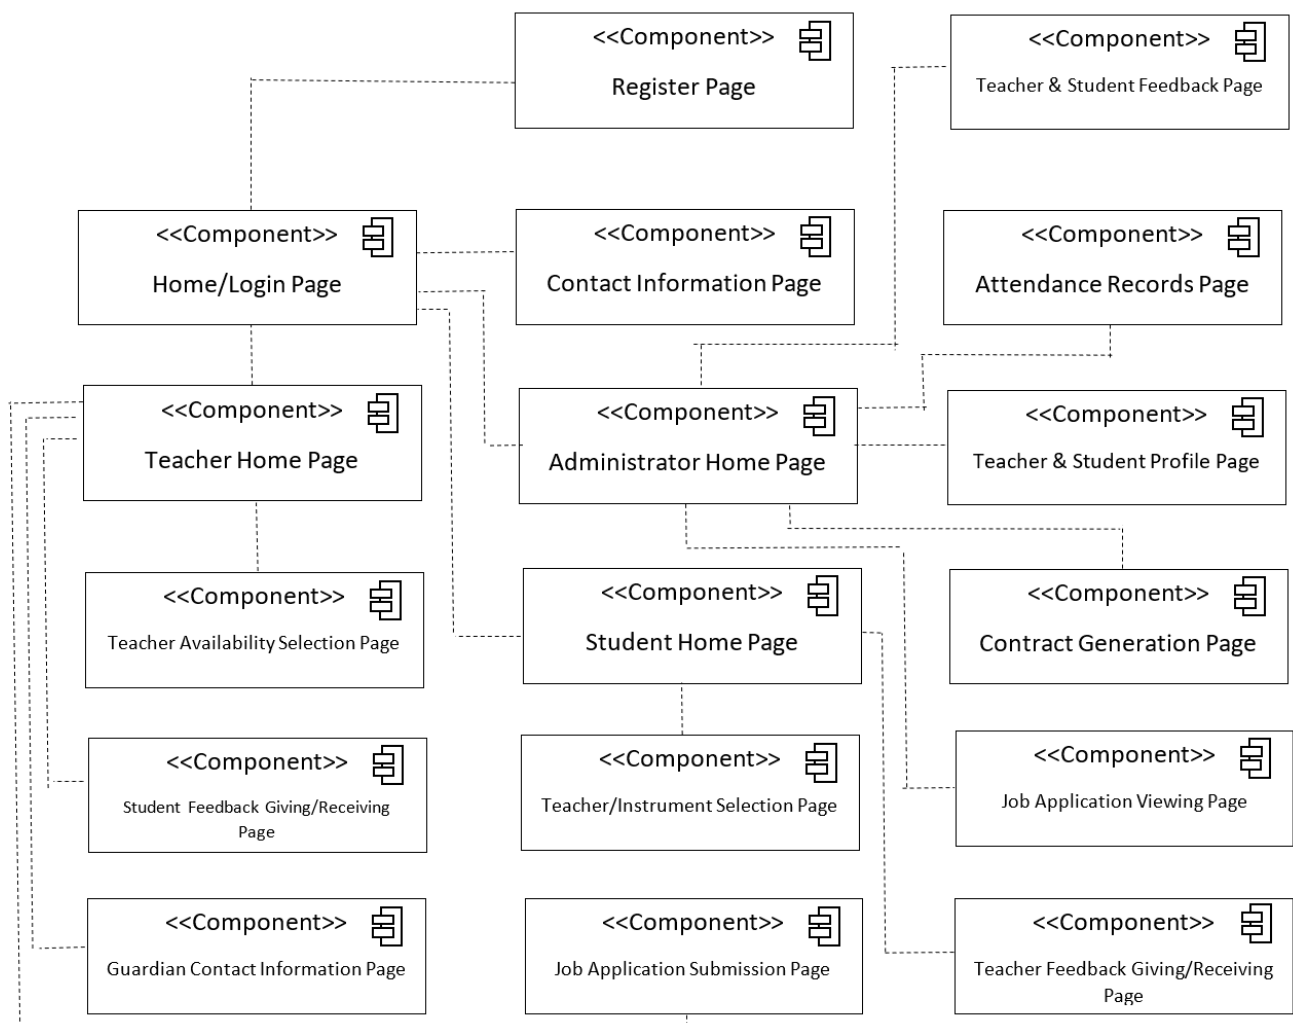 <<Component>>
Register Page
<<Component>>
Teacher & Student Feedback Page
<<Component>>
Home/Login Page
<<Component>>
Contact Information Page
<<Component>>
Attendance Records Page
<<Component>>
Teacher Home Page
<<Component>>
Administrator Home Page
<<Component>>
Teacher & Student Profile Page
<<Component>>
Teacher Availability Selection Page
<<Component>>
Student Home Page
<<Component>>
Contract Generation Page
<<Component>>
Student Feedback Giving/Receiving
Page
<<Component>>
Teacher/Instrument Selection Page
<<Component>>
Job Application Viewing Page
<<Component>>
Guardian Contact Information Page
<<Component>>
Job Application Submission Page
<<Component>>
Teacher Feedback Giving/Receiving
Page